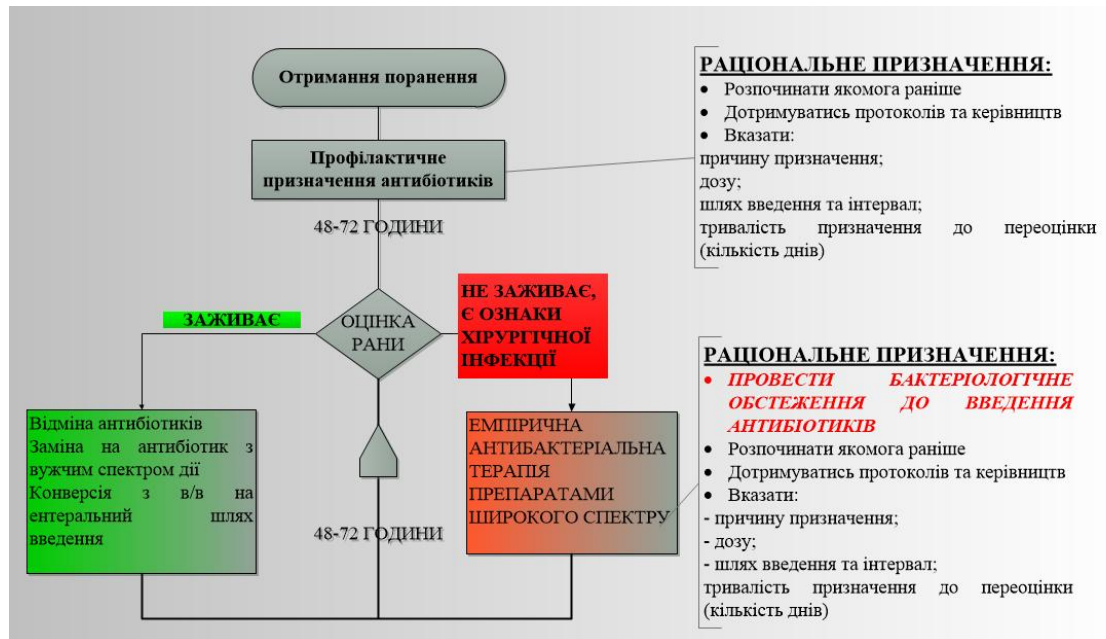 Отримання поранення
Профілактичне
призначення антибіотиків
48-72 ГОДИНИ
РАЦІОНАЛЬНЕ ПРИЗНАЧЕННЯ:
• Розпочинати якомога раніше
• Дотримуватись протоколів та керівництв
• Вказати:
причину призначення;
дозу;
шлях введення та інтервал;
тривалість призначення до переоцінки
(кількість днів)
ЗАЖИВАЄ
ОЦІНКА
РАНИ
НЕ ЗАЖИВАЄ,
Є ОЗНАКИ
ХІРУРГІЧНОЇ
ІНФЕКЦІЇ
Відміна антибіотиків
Заміна на антибіотик з
вужчим спектром дії
Конверсія з в/в на
ентеральний шлях
введення
48-72 ГОДИНИ
ЕМПІРИЧНА
АНТИБАКТЕРІАЛЬНА
ТЕРАПІЯ
ПРЕПАРАТАМИ
ШИРОКОГО СПЕКТРУ
РАЦІОНАЛЬНЕ ПРИЗНАЧЕННЯ:
• ПРОВЕСТИ БАКТЕРІОЛОГІЧНЕ
ОБСТЕЖЕННЯ ДО ВВЕДЕННЯ
АНТИБІОТИКІВ
• Розпочинати якомога раніше
• Дотримуватись протоколів та керівництв
• Вказати:
- причину призначення;
- дозу;
- шлях введення та інтервал;
тривалість призначення до переоцінки
(кількість днів)